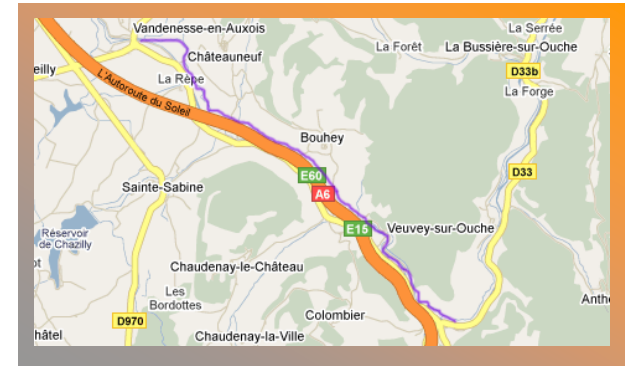 La Serrée
Vandenesse-en-Auxois
La Forêt
La Bussière-sur-Ouche
Châteauneuf
eilly
D33b
La Rèpe
La Forge
L'Autoroute du Soleil
Bouhey
D33
E60
Sainte-Sabine
A6
E15
Veuvey-sur-Ouche
Réservoir
de Chazilly
ot
Chaudenay-le-Château
Les
Bordottes
Anthe
Colombier
D970
hâtel
Chaudenay-la-Ville